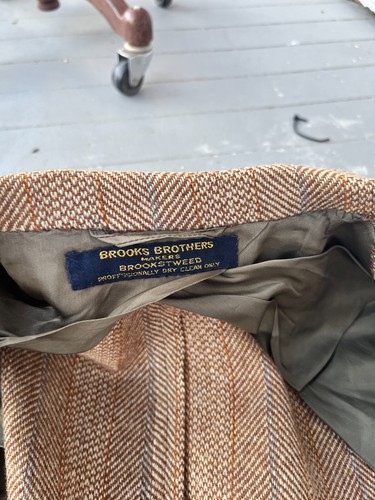 BROOKS BROTHERS
MAKERS
BROOKSTWEED
PROFESSIONALLY DRY CLEAN ONLY